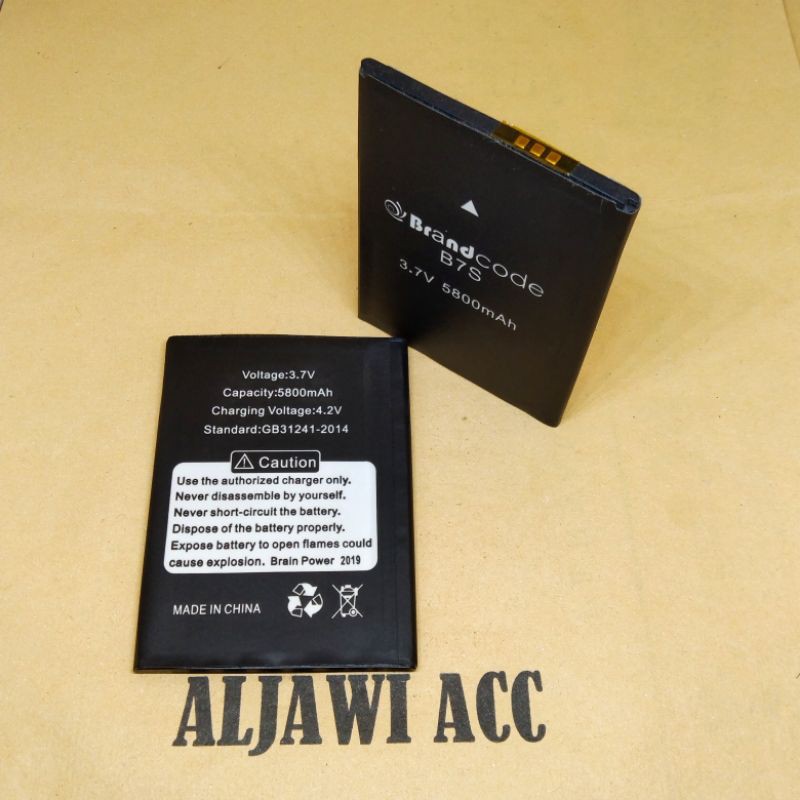 Brandcode
B7S
3.7V 5800mAh
Voltage:3.7V
Capacity:5800mAh
Charging Voltage:4.2V
Standard:GB31241-2014
Caution
Use the authorized charger only.
Never disassemble by yourself.
Never short-circuit the battery.
Dispose of the battery properly.
Expose battery to open flames could
cause explosion. Brain Power 2019
MADE IN CHINA
ALJAWI ACC